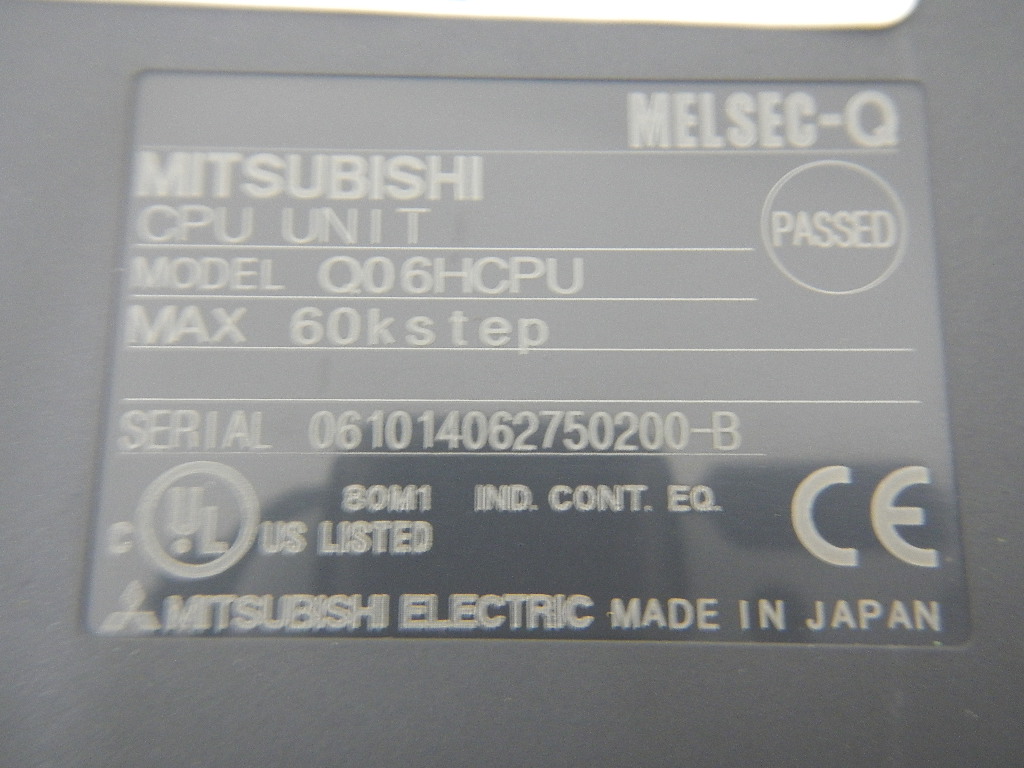 MELSEC-Q
MITSUBISHI
CPU UNIT
PASSED
MODEL Q06HCPU
MAX 60kstep
SERIAL 061014062750200-B
80M1 IND. CONT. EQ.
C UL US LISTED
CE
MITSUBISHI ELECTRIC MADE IN JAPAN